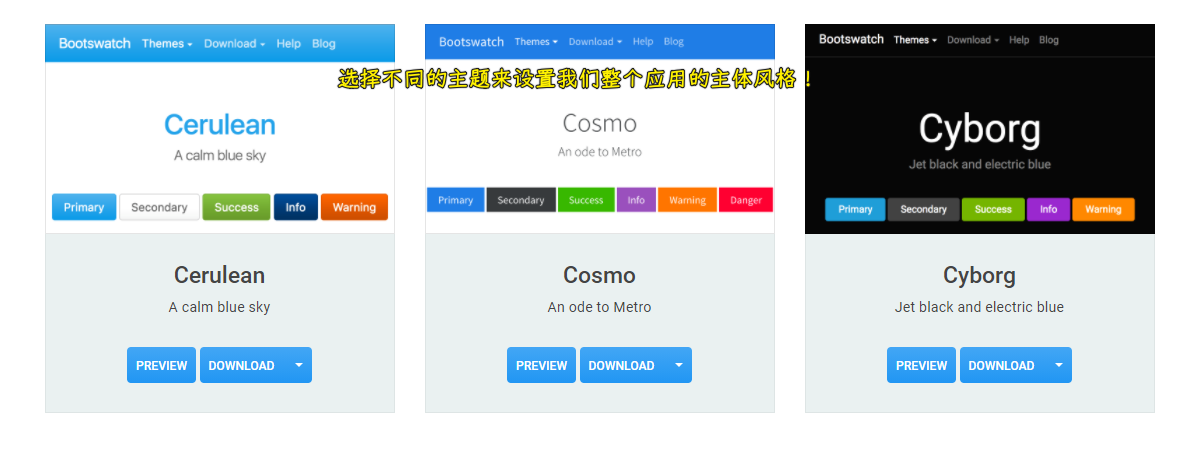 Bootswatch Themes Download Help Blog
Cerulean
A calm blue sky
Primary Secondary Success Info Warning
Cerulean
A calm blue sky
PREVIEW DOWNLOAD
Bootswatch Themes Download Help Blog
Cosmo
An ode to Metro
Primary Secondary Success Info Warning Danger
Cosmo
An ode to Metro
PREVIEW DOWNLOAD
Bootswatch Themes Download Help Blog
Cyborg
Jet black and electric blue
Primary Secondary Success Info Warning
Cyborg
Jet black and electric blue
PREVIEW DOWNLOAD
选择不同的主题来设置我们整个应用的主体风格！